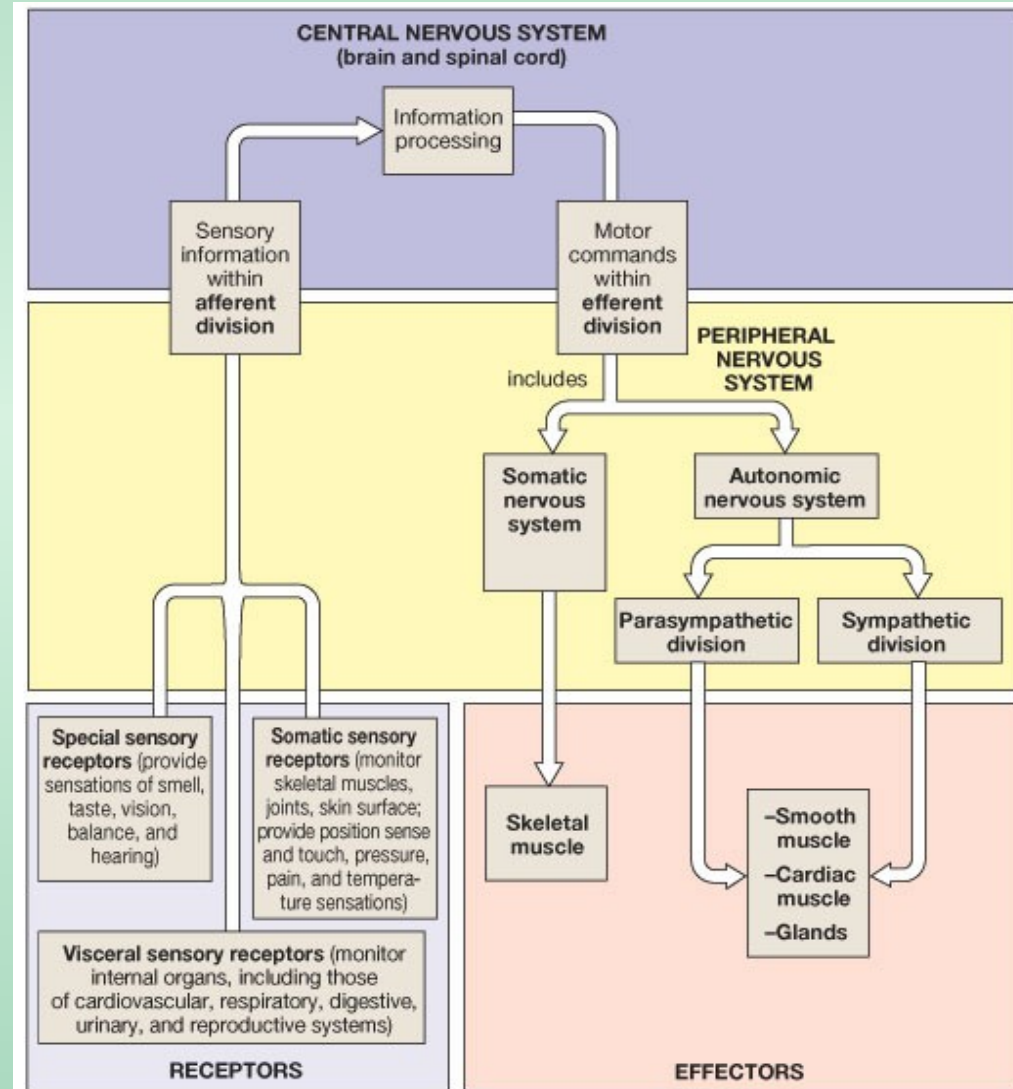 CENTRAL NERVOUS SYSTEM
(brain and spinal cord)
Information
processing
Sensory
information
within
afferent
division
Motor
commands
within
efferent
division
PERIPHERAL
NERVOUS
SYSTEM
includes
Somatic
nervous
system
Autonomic
nervous system
Parasympathetic
division
Sympathetic
division
Special sensory
receptors (provide
sensations of smell,
taste, vision,
balance, and
hearing)
Somatic sensory
receptors (monitor
skeletal muscles,
joints, skin surface;
provide position sense
and touch, pressure,
pain, and tempera-
ture sensations)
Visceral sensory receptors (monitor
internal organs, including those
of cardiovascular, respiratory, digestive,
urinary, and reproductive systems)
RECEPTORS
Skeletal
muscle
–Smooth
muscle
–Cardiac
muscle
–Glands
EFFECTORS